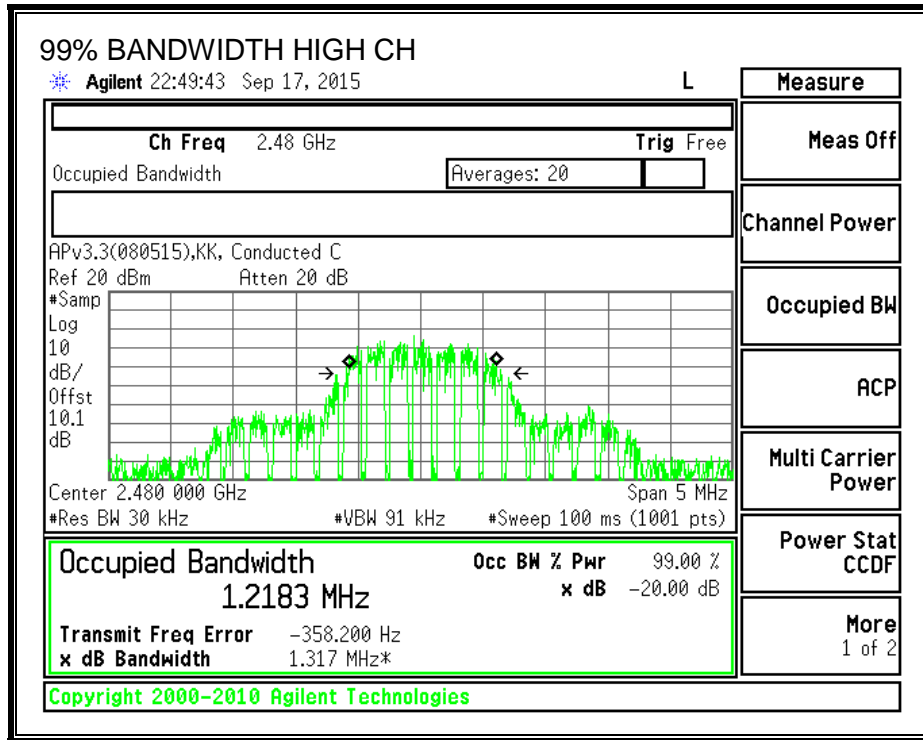 99% BANDWIDTH HIGH CH
Agilent 22:49:43 Sep 17, 2015 L
Measure
Ch Freq 2.48 GHz Trig Free
Meas Off
Occupied Bandwidth Averages: 20
Channel Power
APv3.3(080515),KK, Conducted C
Ref 20 dBm Atten 20 dB
#Samp
Log
10
dB/
Offst
10.1
dB
Occupied BW
ACP
Multi Carrier
Power
Center 2.480 000 GHz Span 5 MHz
#Res BW 30 kHz #VBW 91 kHz #Sweep 100 ms (1001 pts)
Power Stat
CCDF
Occupied Bandwidth Occ BW % Pwr 99.00 %
1.2183 MHz x dB -20.00 dB
Transmit Freq Error -358.200 Hz
x dB Bandwidth 1.317 MHz*
More
1 of 2
Copyright 2000-2010 Agilent Technologies